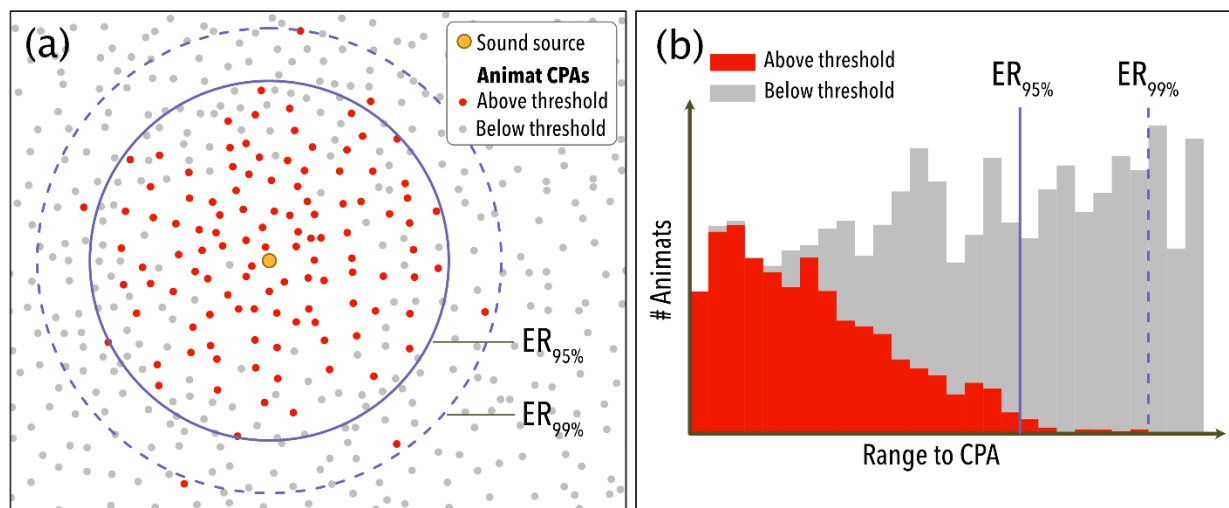 (a)
Sound source
Animat CPAs
Above threshold
Below threshold
ER95%
ER99%
(b)
Above threshold
Below threshold
ER95%
ER99%
# Animats
Range to CPA